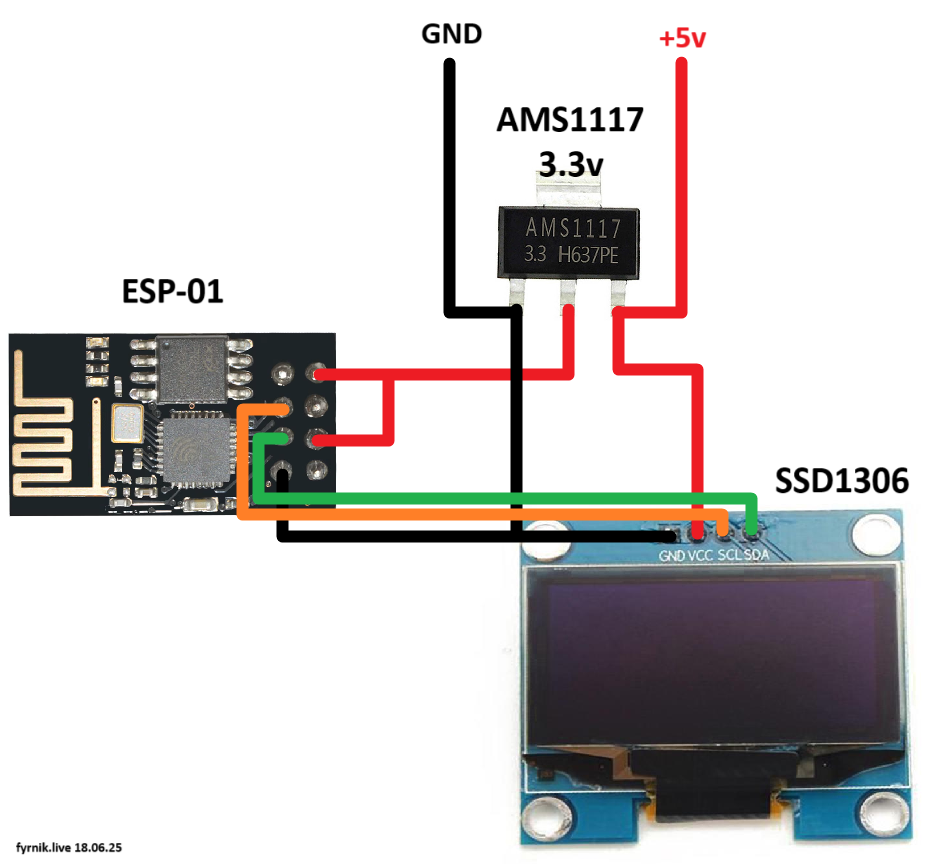 GND
+5v
AMS1117
3.3v
AMS1117
3.3 H637PE
ESP-01
SSD1306
GND VCC SCL SDA
fyrnik.live 18.06.25